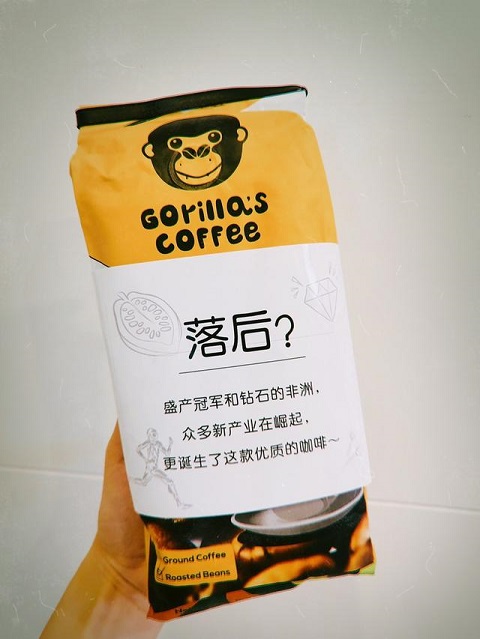 Gorilla's
COFFEE
落后?
盛产冠军和钻石的非洲,
众多新产业在崛起,
更诞生了这款优质的咖啡~
Ground Coffee
Roasted Beans